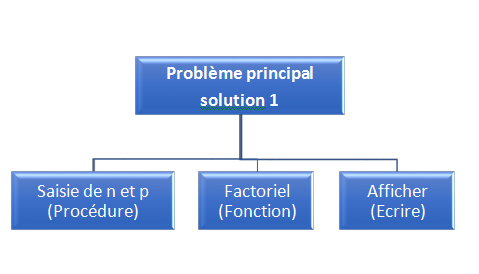 Problème principal
solution 1
Saisie de n et p
(Procédure)
Factoriel
(Fonction)
Afficher
(Ecrire)